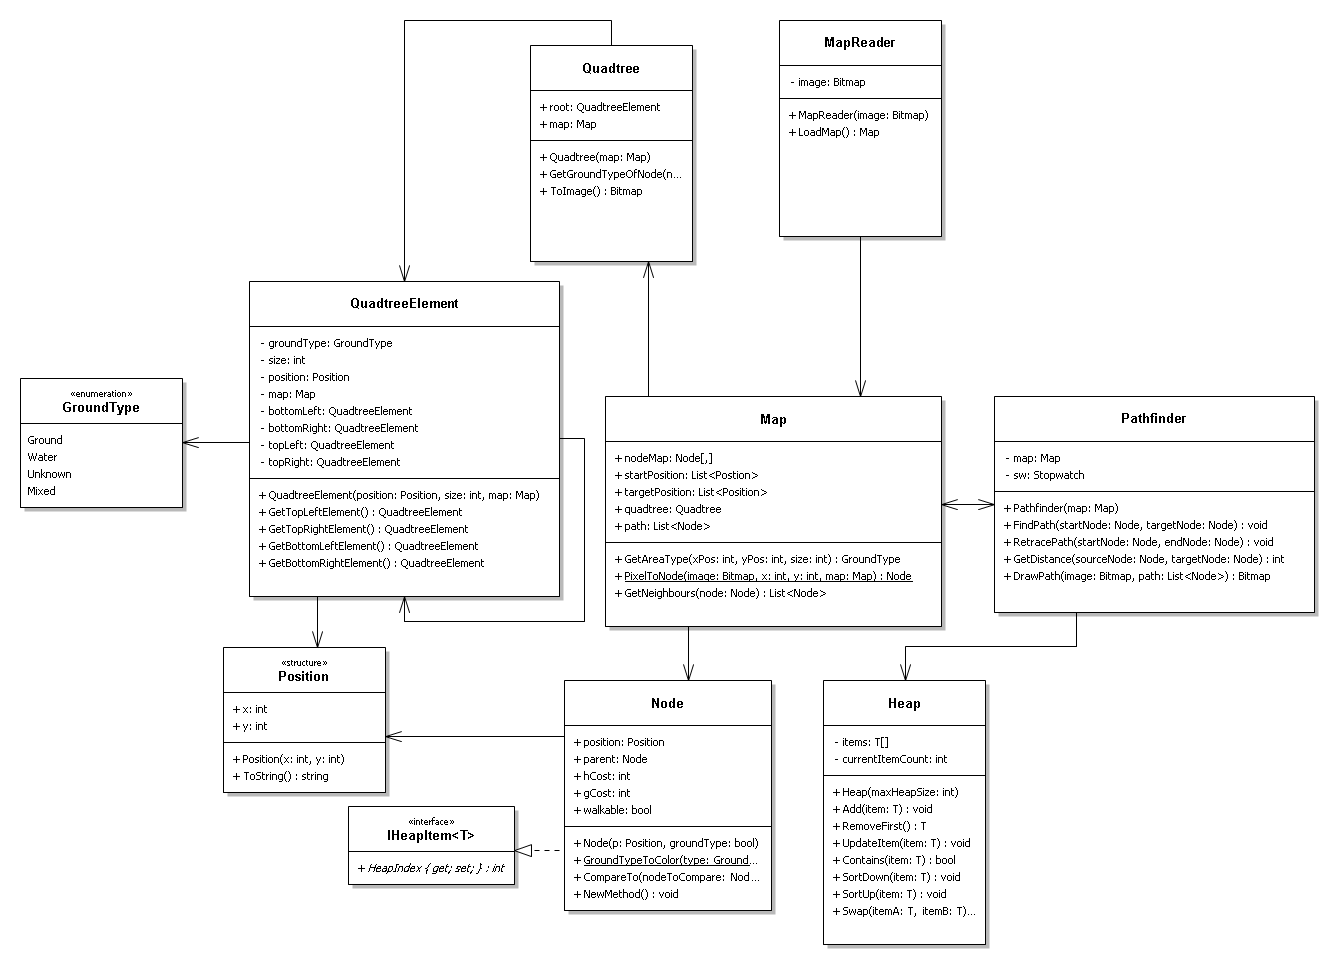 Quadtree
+ root: QuadtreeElement
+ map: Map
+ Quadtree(map: Map)
+ GetGroundTypeOfNode(n...
+ ToImage() : Bitmap
MapReader
- image: Bitmap
+ MapReader(image: Bitmap)
+ LoadMap() : Map
QuadtreeElement
- groundType: GroundType
- size: int
- position: Position
- map: Map
- bottomLeft: QuadtreeElement
- bottomRight: QuadtreeElement
- topLeft: QuadtreeElement
- topRight: QuadtreeElement
+ QuadtreeElement(position: Position, size: int, map: Map)
+ GetTopLeftElement() : QuadtreeElement
+ GetTopRightElement() : QuadtreeElement
+ GetBottomLeftElement() : QuadtreeElement
+ GetBottomRightElement() : QuadtreeElement
«enumeration»
GroundType
Ground
Water
Unknown
Mixed
Map
+ nodeMap: Node[,]
+ startPosition: List<Postion>
+ targetPosition: List<Position>
+ quadtree: Quadtree
+ path: List<Node>
+ GetAreaType(xPos: int, yPos: int, size: int) : GroundType
+ PixelToNode(image: Bitmap, x: int, y: int, map: Map) : Node
+ GetNeighbours(node: Node) : List<Node>
Pathfinder
- map: Map
- sw: Stopwatch
+ Pathfinder(map: Map)
+ FindPath(startNode: Node, targetNode: Node) : void
+ RetracePath(startNode: Node, endNode: Node) : void
+ GetDistance(sourceNode: Node, targetNode: Node) : int
+ DrawPath(image: Bitmap, path: List<Node>) : Bitmap
«structure»
Position
+ x: int
+ y: int
+ Position(x: int, y: int)
+ ToString() : string
Node
+ position: Position
+ parent: Node
+ hCost: int
+ gCost: int
+ walkable: bool
+ Node(p: Position, groundType: bool)
+ GroundTypeToColor(type: Ground...
+ CompareTo(nodeToCompare: Nod...
+ NewMethod() : void
Heap
- items: T[]
- currentItemCount: int
+ Heap(maxHeapSize: int)
+ Add(item: T) : void
+ RemoveFirst() : T
+ UpdateItem(item: T) : void
+ Contains(item: T) : bool
+ SortDown(item: T) : void
+ SortUp(item: T) : void
+ Swap(itemA: T, itemB: T)...
«interface»
IHeapItem<T>
+ HeapIndex { get; set; } : int